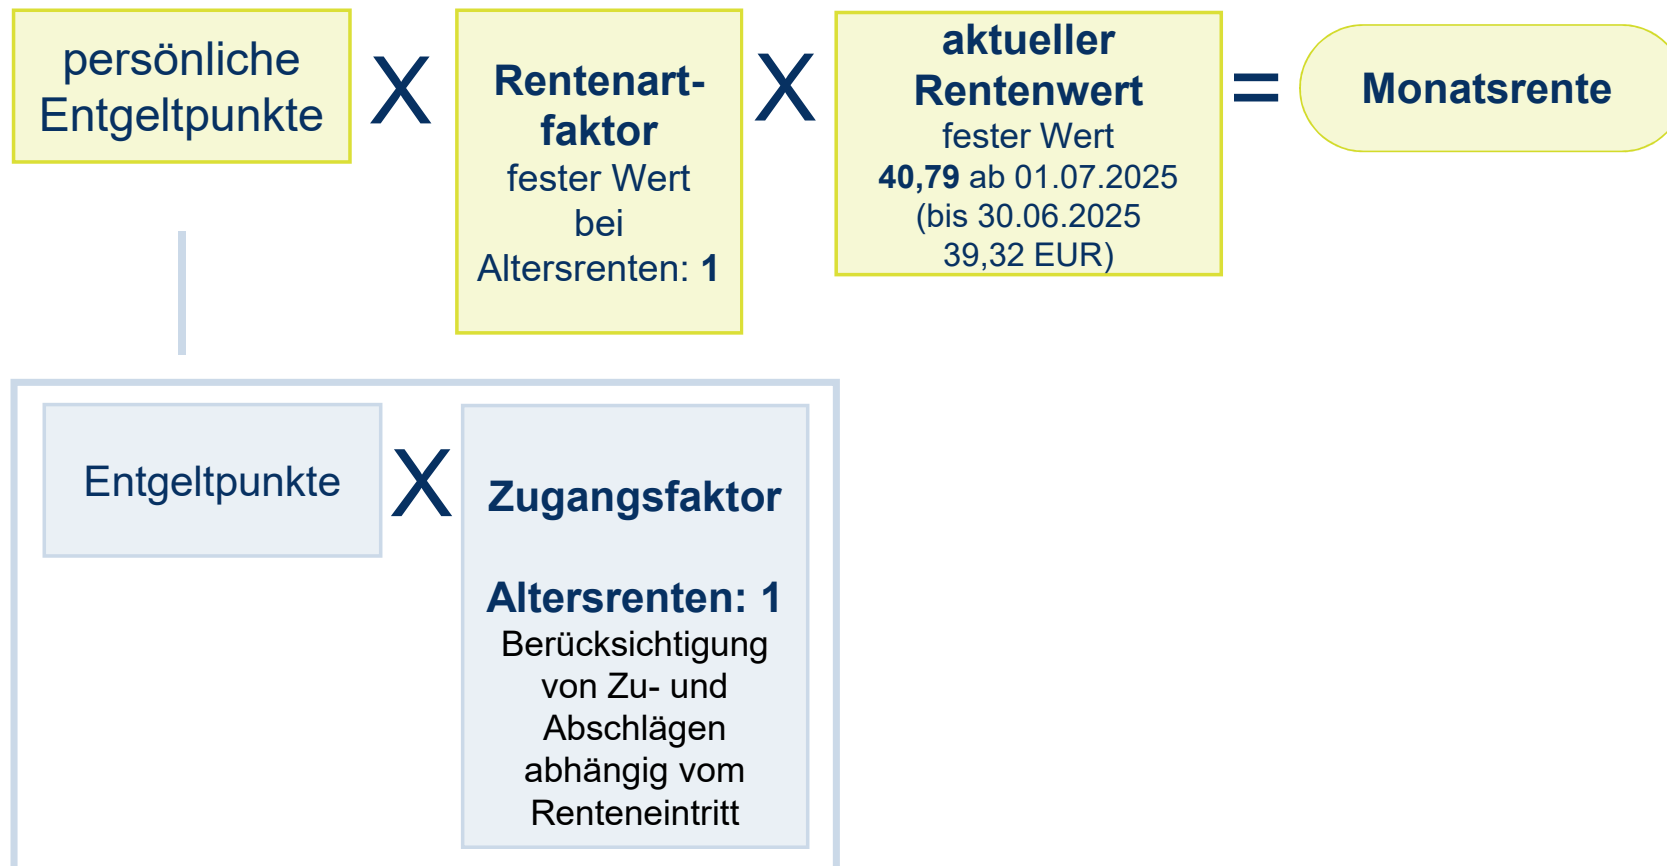 persönliche
Entgeltpunkte
X
Rentenart-
faktor
fester Wert
bei
Altersrenten: 1
X
aktueller
Rentenwert
fester Wert
40,79 ab 01.07.2025
(bis 30.06.2025
39,32 EUR)
=
Monatsrente
Entgeltpunkte
X
Zugangsfaktor
Altersrenten: 1
Berücksichtigung
von Zu- und
Abschlägen
abhängig vom
Renteneintritt